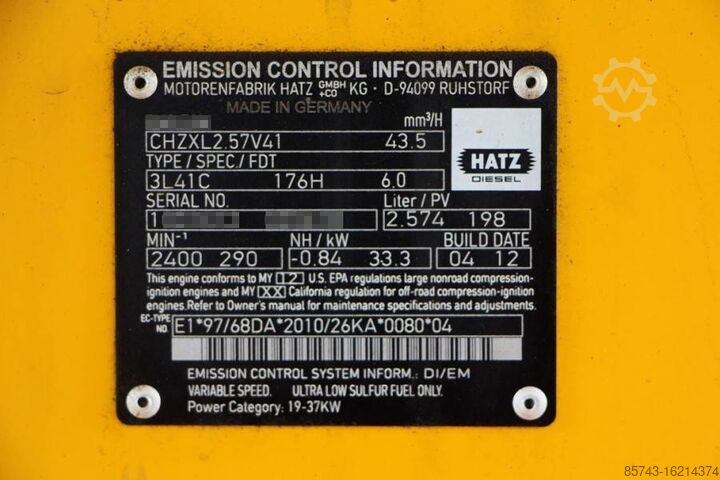 EMISSION CONTROL INFORMATION
MOTORENFABRIK HATZ GMBH +CO KG · D-94099 RUHSTORF
MADE IN GERMANY
mm³/H
CHZXL2.57V41 43.5
TYPE / SPEC./ FDT
3L41C 176H 6.0
HATZ
DIESEL
SERIAL NO. Liter / PV
1 2.574 198
MIN⁻¹ NH / kW BUILD DATE
2400 290 -0.84 33.3 04 12
This engine conforms to MY 12 U.S. EPA regulations large nonroad compression-
ignition engines and MY XX California regulation for off-road compression-ignition
engines. Refer to Owner's manual for maintenance specifications and adjustments.
EC-TYPE NO. E1*97/68DA*2010/26KA*0080*04
EMISSION CONTROL SYSTEM INFORM.: DI/EM
VARIABLE SPEED. ULTRA LOW SULFUR FUEL ONLY.
Power Category: 19-37KW
85743-16214374